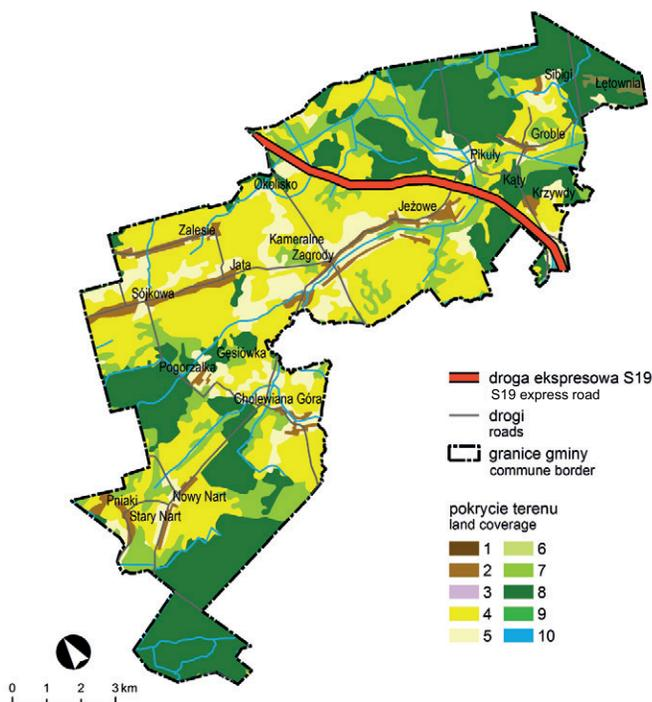 Sibigi
Łętownia
Groble
Pikuły
Kąty
Okolisko
Krzywdy
Jeżowe
Zalesie
Kameralne
Zagrody
Jata
Sójkowa
Gęsiówka
Pogorzałka
Cholewiana Góra
Nowy Nart
Pniaki
Stary Nart
droga ekspresowa S19
S19 express road
drogi
roads
granice gminy
commune border
pokrycie terenu
land coverage
1 6
2 7
3 8
4 9
5 10
0 1 2 3 km